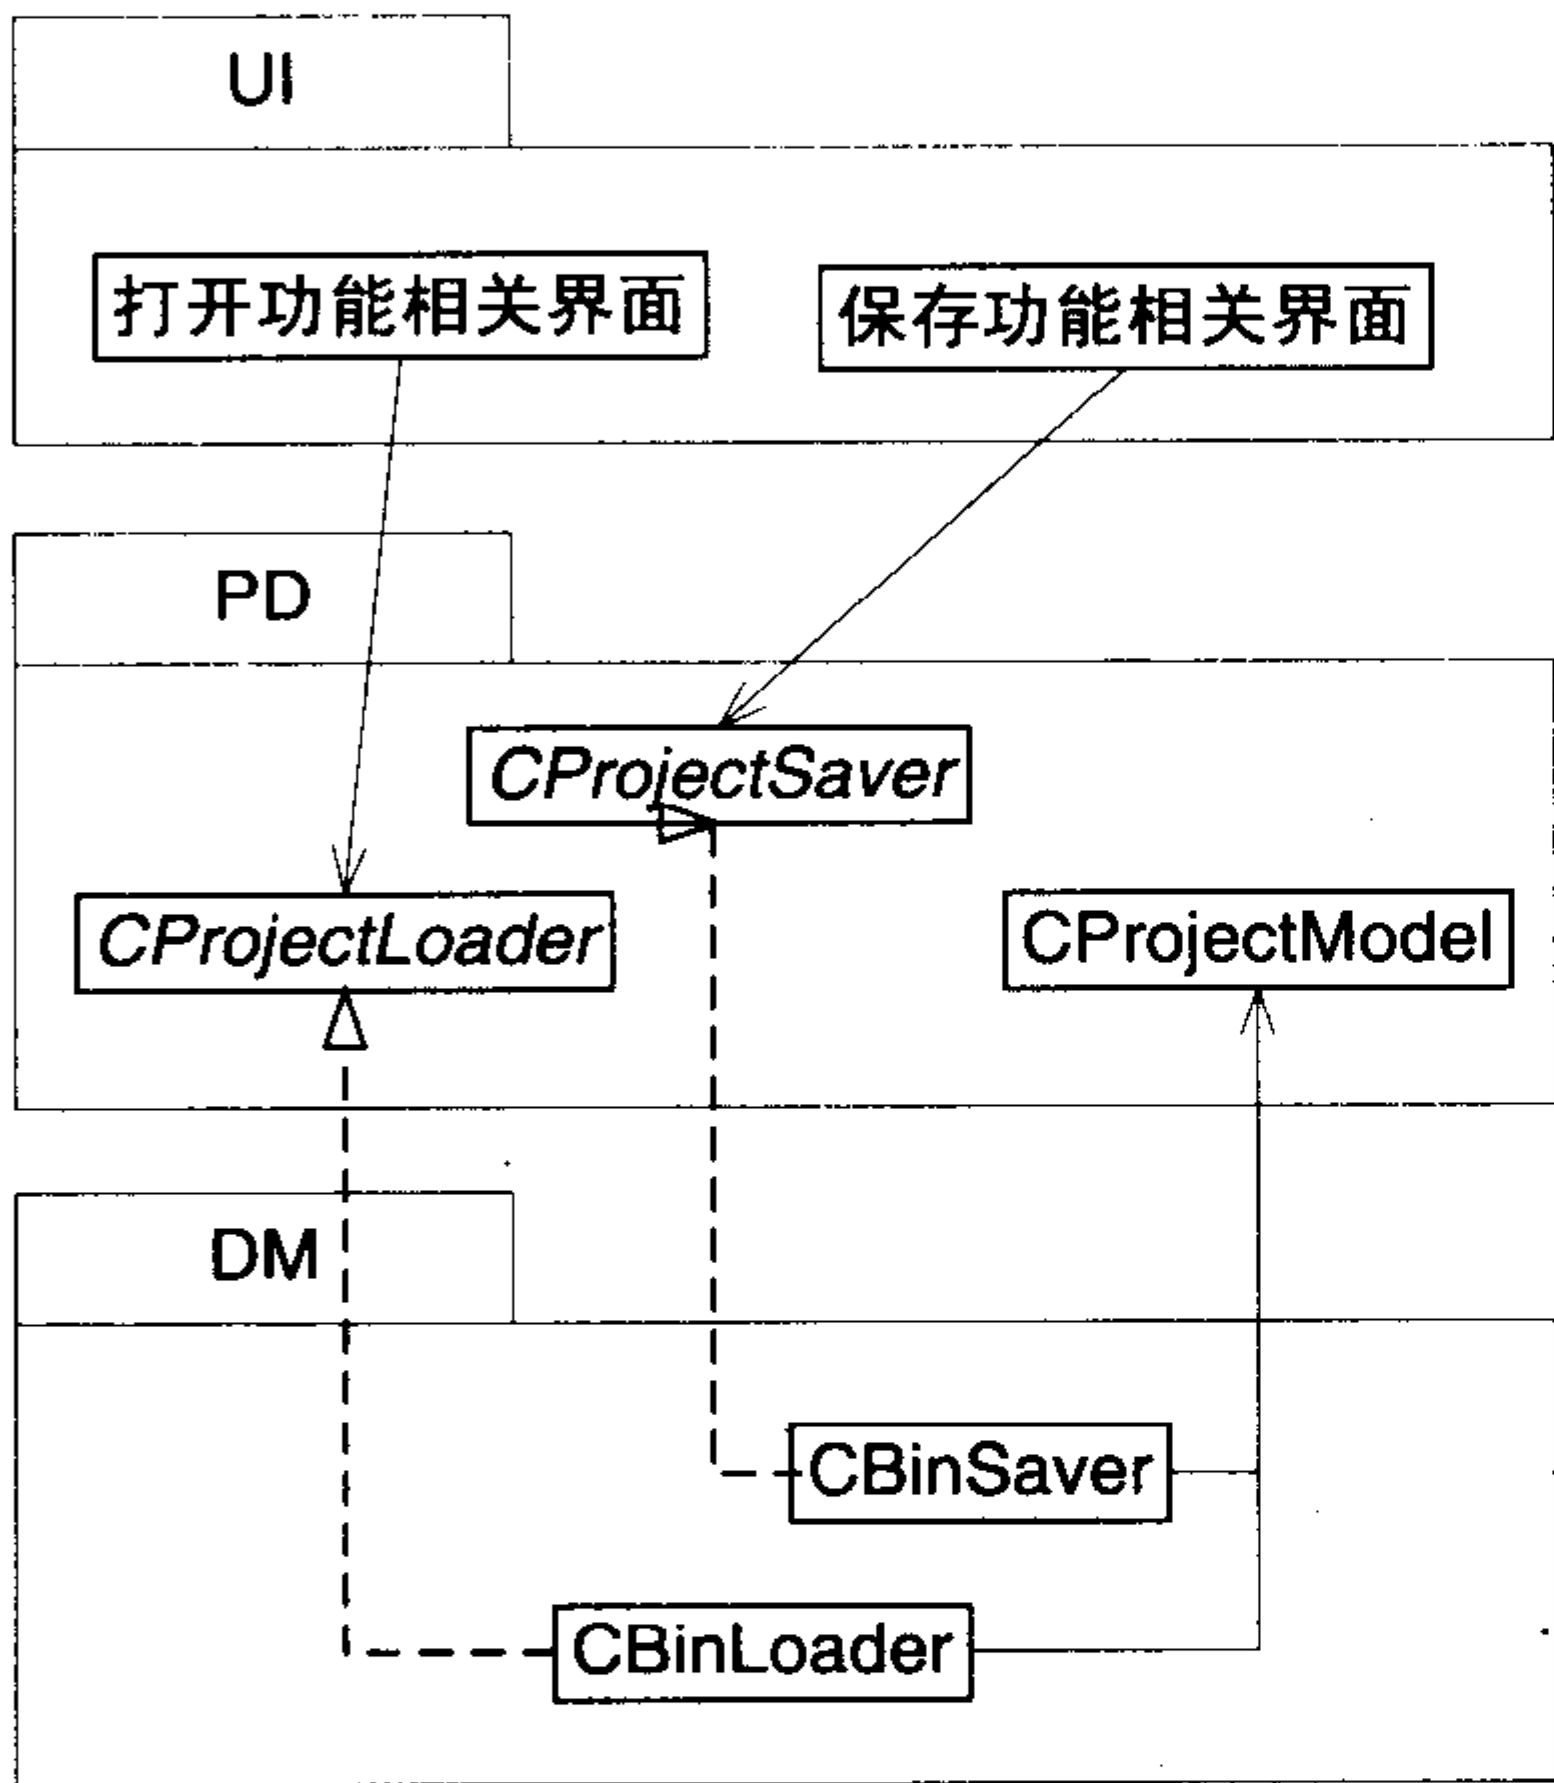 UI
打开功能相关界面
保存功能相关界面
PD
CProjectSaver
CProjectLoader
CProjectModel
DM
CBinSaver
CBinLoader